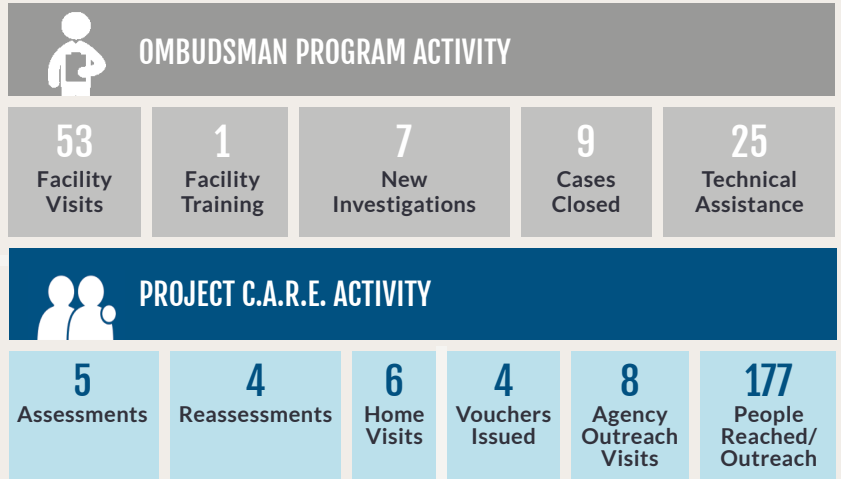 OMBUDSMAN PROGRAM ACTIVITY
53
Facility
Visits
1
Facility
Training
7
New
Investigations
9
Cases
Closed
25
Technical
Assistance
PROJECT C.A.R.E. ACTIVITY
5
Assessments
4
Reassessments
6
Home
Visits
4
Vouchers
Issued
8
Agency
Outreach
Visits
177
People
Reached/
Outreach